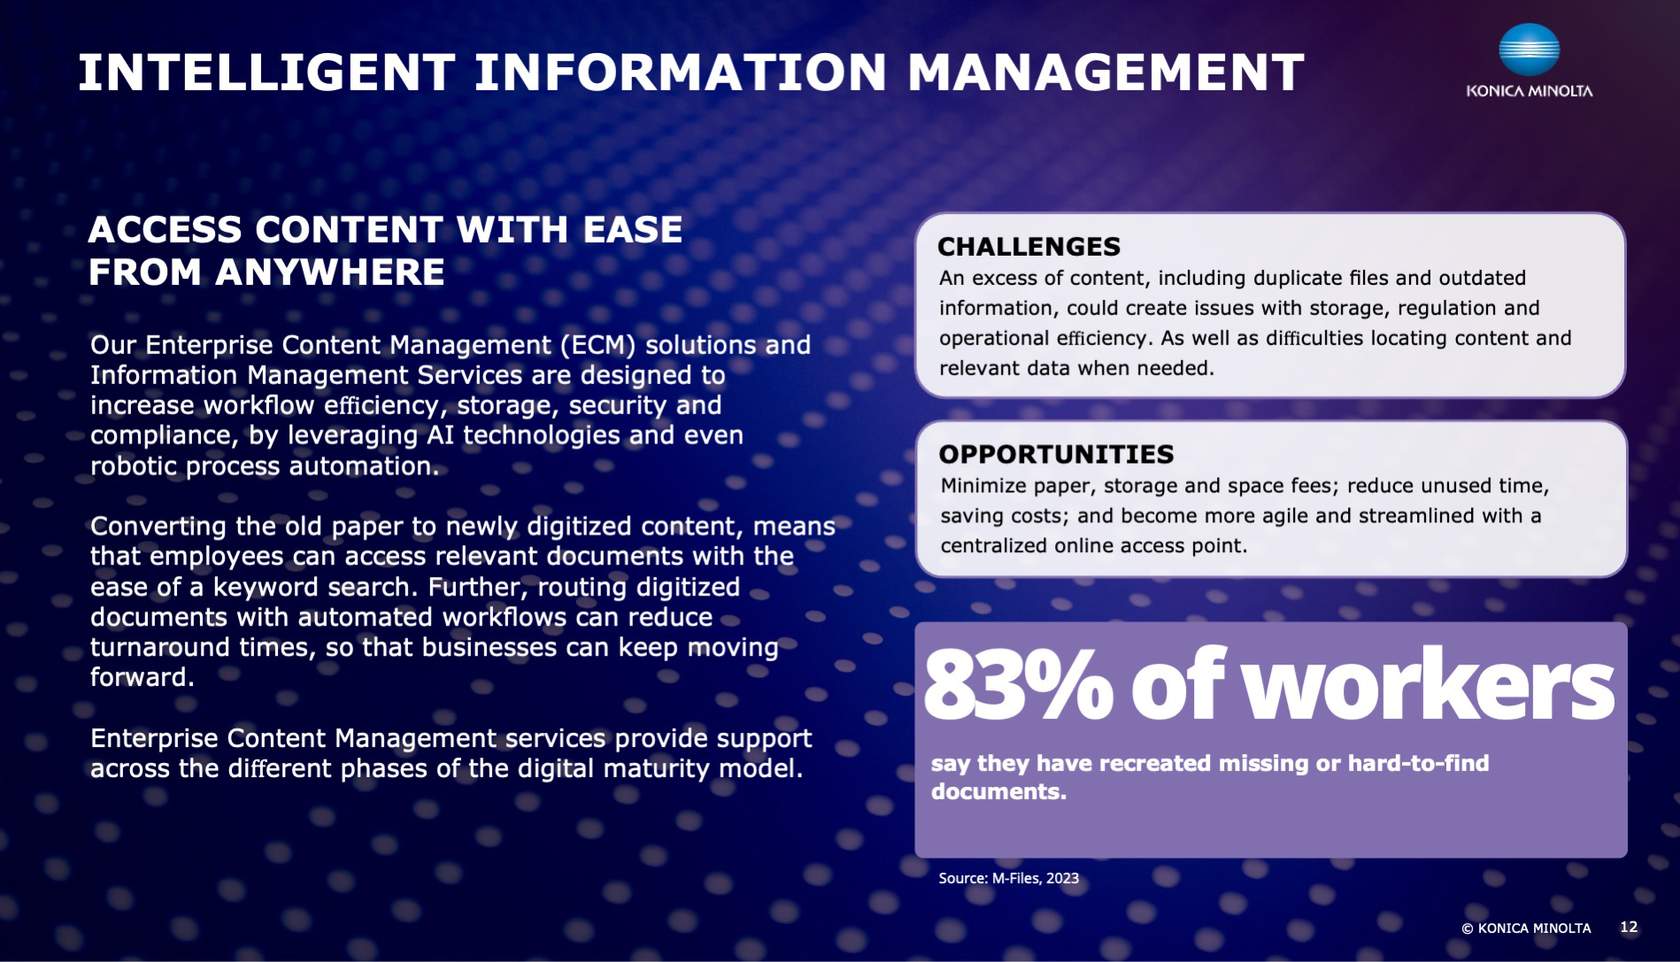 INTELLIGENT INFORMATION MANAGEMENT
KONICA MINOLTA
ACCESS CONTENT WITH EASE
FROM ANYWHERE
Our Enterprise Content Management (ECM) solutions and
Information Management Services are designed to
increase workflow efficiency, storage, security and
compliance, by leveraging AI technologies and even
robotic process automation.
Converting the old paper to newly digitized content, means
that employees can access relevant documents with the
ease of a keyword search. Further, routing digitized
documents with automated workflows can reduce
turnaround times, so that businesses can keep moving
forward.
Enterprise Content Management services provide support
across the different phases of the digital maturity model.
CHALLENGES
An excess of content, including duplicate files and outdated
information, could create issues with storage, regulation and
operational efficiency. As well as difficulties locating content and
relevant data when needed.
OPPORTUNITIES
Minimize paper, storage and space fees; reduce unused time,
saving costs; and become more agile and streamlined with a
centralized online access point.
83% of workers
say they have recreated missing or hard-to-find
documents.
Source: M-Files, 2023
© KONICA MINOLTA 12